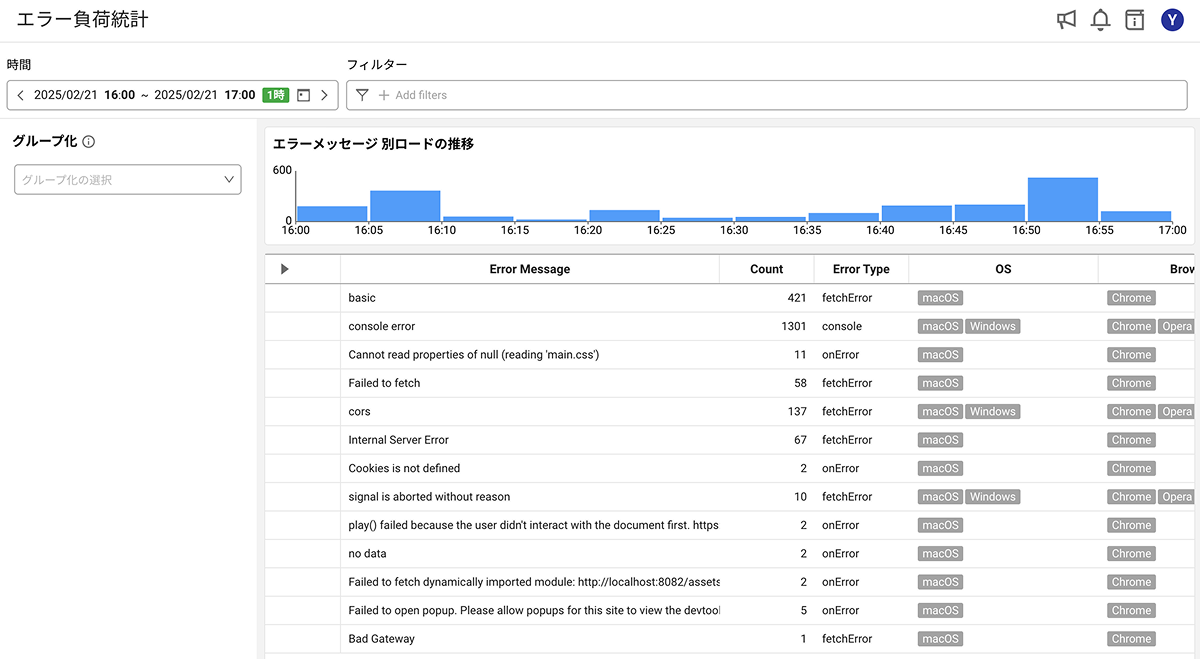 エラー負荷統計
Y
時間
フィルター
2025/02/21 16:00 ~ 2025/02/21 17:00 1時
Add filters
グループ化
グループ化の選択
エラーメッセージ 別ロードの推移
600
0
16:00 16:05 16:10 16:15 16:20 16:25 16:30 16:35 16:40 16:45 16:50 16:55 17:00
Error Message Count Error Type OS Brow
basic 421 fetchError macOS Chrome
console error 1301 console macOS Windows Chrome Opera
Cannot read properties of null (reading 'main.css') 11 onError macOS Chrome
Failed to fetch 58 fetchError macOS Chrome
cors 137 fetchError macOS Windows Chrome Opera
Internal Server Error 67 fetchError macOS Chrome
Cookies is not defined 2 onError macOS Chrome
signal is aborted without reason 10 fetchError macOS Windows Chrome Opera
play() failed because the user didn't interact with the document first. https 2 onError macOS Chrome
no data 2 onError macOS Chrome
Failed to fetch dynamically imported module: http://localhost:8082/assets 2 onError macOS Chrome
Failed to open popup. Please allow popups for this site to view the devtool 5 onError macOS Chrome
Bad Gateway 1 fetchError macOS Chrome